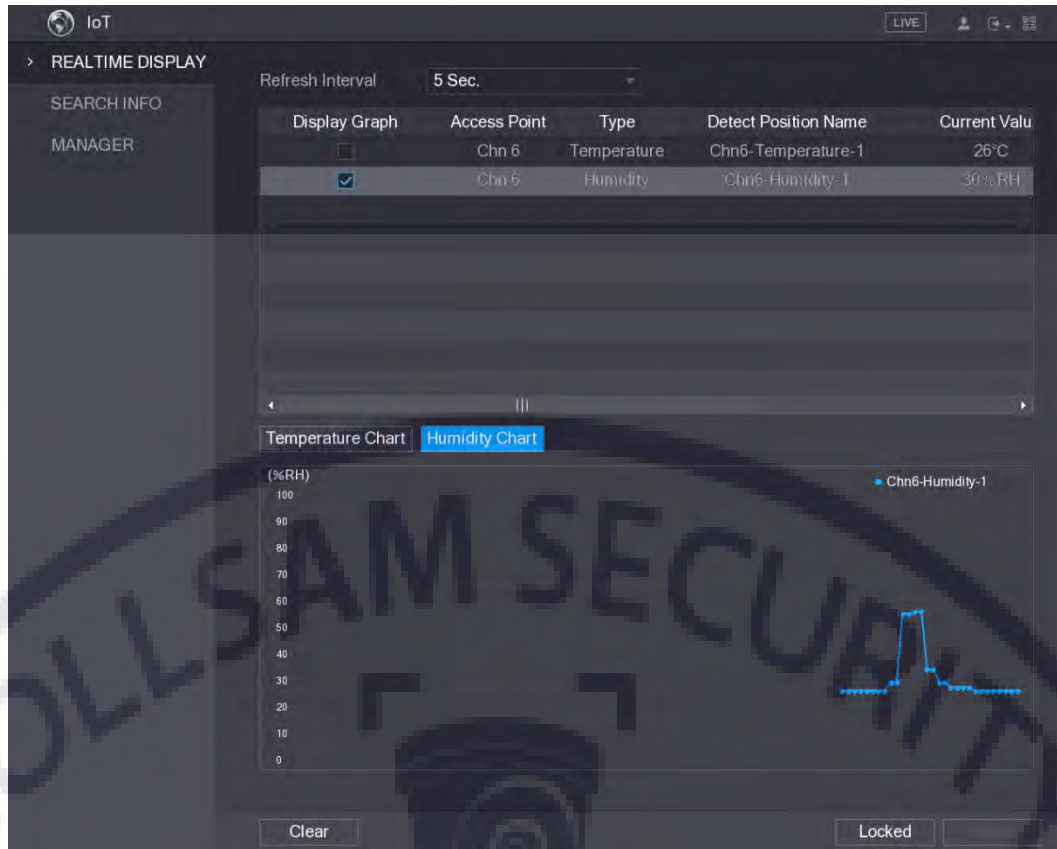 IoT
LIVE
REALTIME DISPLAY
SEARCH INFO
MANAGER
Refresh Interval 5 Sec.
Display Graph Access Point Type Detect Position Name Current Valu
Chn 6 Temperature Chn6-Temperature-1 26°C
Chn 6 Humidity Chn6-Humidity-1 30%RH
Temperature Chart Humidity Chart
(%RH)
Chn6-Humidity-1
100
90
80
70
60
50
40
30
20
10
0
OLLSAM SECURIT
Clear Locked